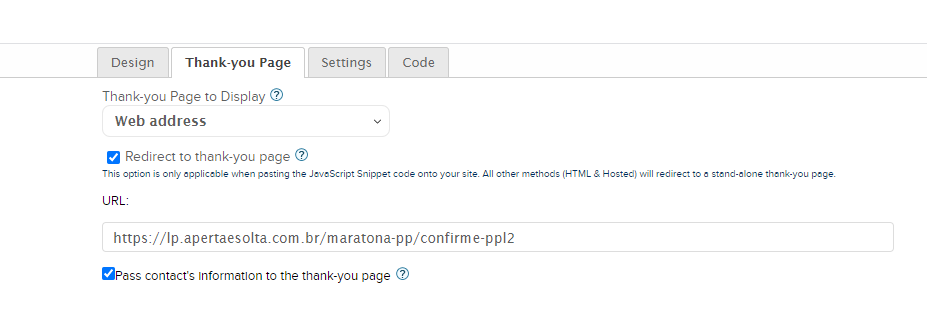 Design Thank-you Page Settings Code
Thank-you Page to Display ?
Web address
Redirect to thank-you page ?
This option is only applicable when pasting the JavaScript Snippet code onto your site. All other methods (HTML & Hosted) will redirect to a stand-alone thank-you page.
URL:
https://lp.apertaesolta.com.br/maratona-pp/confirme-ppl2
Pass contact's information to the thank-you page ?